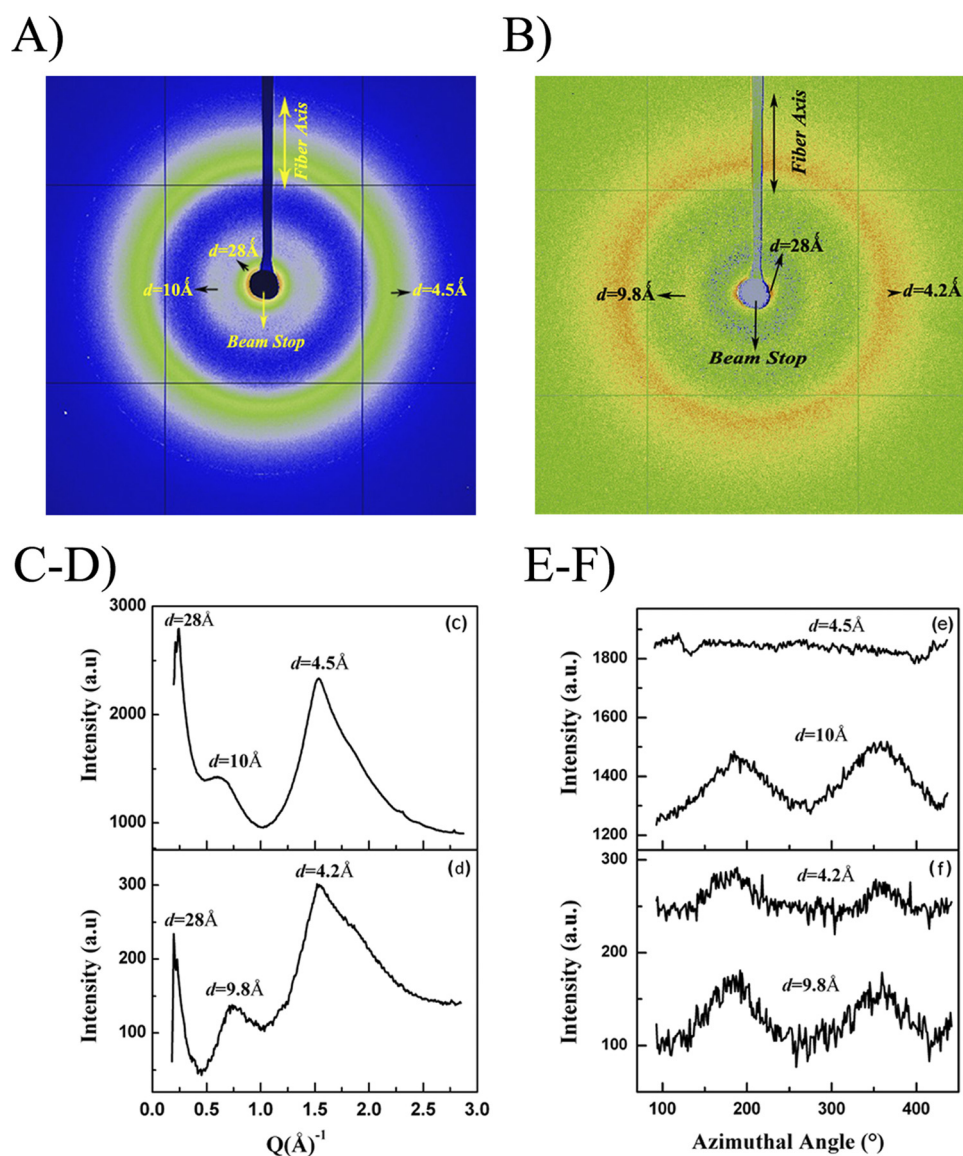 A)
B)
Fiber Axis
d=28Å
d=10Å
d=4.5Å
Beam Stop
Fiber Axis
d=28Å
d=9.8Å
d=4.2Å
Beam Stop
C-D)
E-F)
3000
2000
1000
Intensity (a.u)
d=28Å
d=10Å
d=4.5Å
(c)
300
200
100
Intensity (a.u)
d=28Å
d=9.8Å
d=4.2Å
(d)
0.0 0.5 1.0 1.5 2.0 2.5 3.0
Q(Å)-1
1800
1600
1400
1200
Intensity (a.u.)
d=4.5Å
(e)
d=10Å
300
200
100
Intensity (a.u.)
d=4.2Å
(f)
d=9.8Å
100 200 300 400
Azimuthal Angle (°)